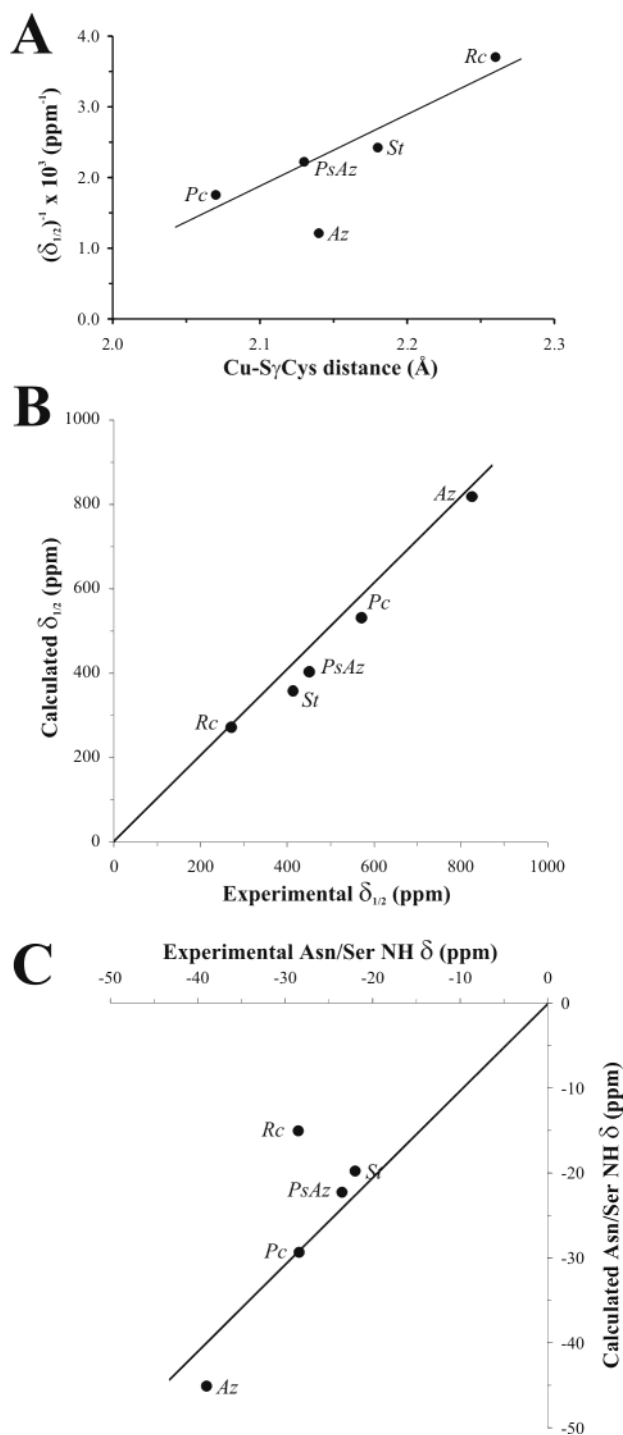 A
(δ1/2)-1 x 103 (ppm-1)
4.0
3.0
2.0
1.0
0.0
Rc
St
PsAz
Pc
Az
2.0
2.1
2.2
2.3
Cu-SγCys distance (Å)
B
Calculated δ1/2 (ppm)
1000
800
600
400
200
0
Az
Pc
PsAz
St
Rc
0
200
400
600
800
1000
Experimental δ1/2 (ppm)
C
Experimental Asn/Ser NH δ (ppm)
-50
-40
-30
-20
-10
0
0
-10
-20
-30
-40
-50
Calculated Asn/Ser NH δ (ppm)
Rc
St
PsAz
Pc
Az